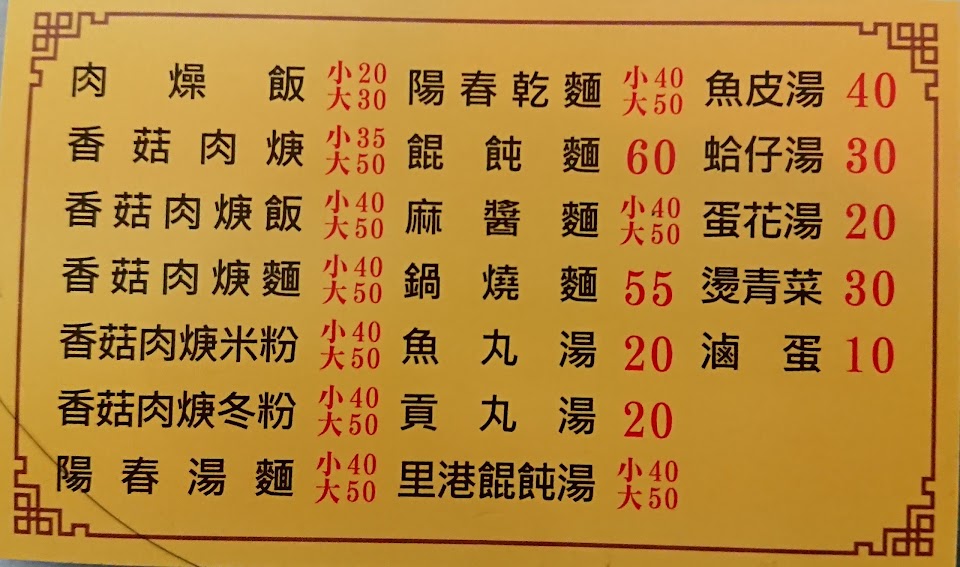 肉燥飯 小20 大30
香菇肉焿 小35 大50
香菇肉焿飯 小40 大50
香菇肉焿麵 小40 大50
香菇肉焿米粉 小40 大50
香菇肉焿冬粉 小40 大50
陽春湯麵 小40 大50
陽春乾麵 小40 大50
餛飩麵 60
麻醬麵 小40 大50
鍋燒麵 55
魚丸湯 20
貢丸湯 20
里港餛飩湯 小40 大50
魚皮湯 40
蛤仔湯 30
蛋花湯 20
燙青菜 30
滷蛋 10